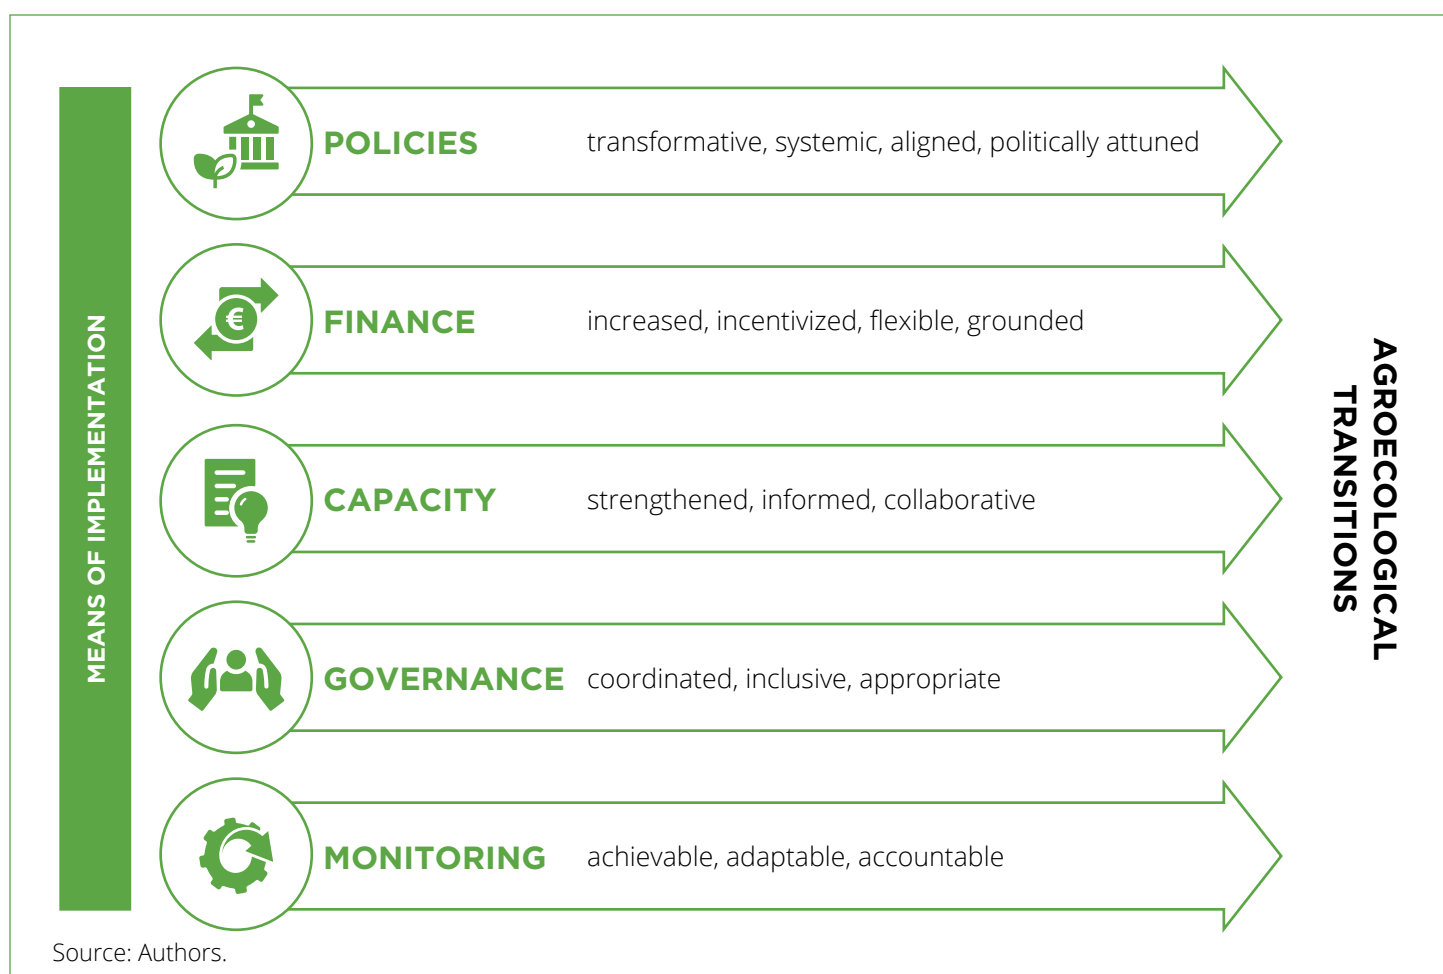 MEANS OF IMPLEMENTATION
POLICIES transformative, systemic, aligned, politically attuned
FINANCE increased, incentivized, flexible, grounded
€
CAPACITY strengthened, informed, collaborative
GOVERNANCE coordinated, inclusive, appropriate
MONITORING achievable, adaptable, accountable
AGROECOLOGICAL
TRANSITIONS
Source: Authors.